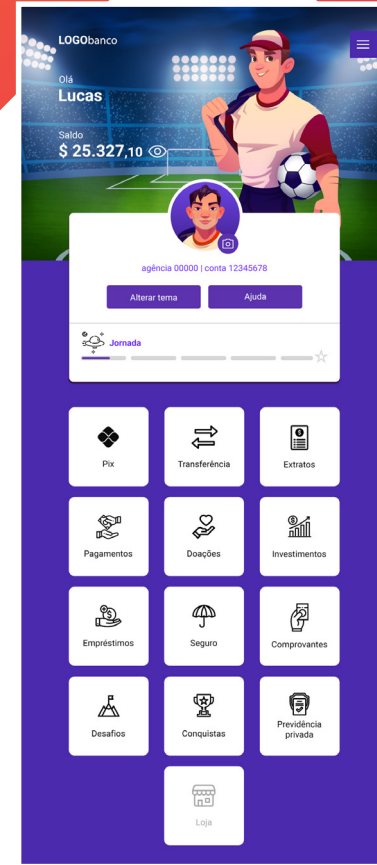 LOGObanco
Olá
Lucas
Saldo
$ 25.327,10
agência 00000 | conta 12345678
Alterar tema
Ajuda
Jornada
Pix
Transferência
Extratos
Pagamentos
Doações
Investimentos
Empréstimos
Seguro
Comprovantes
Desafios
Conquistas
Previdência
privada
Loja